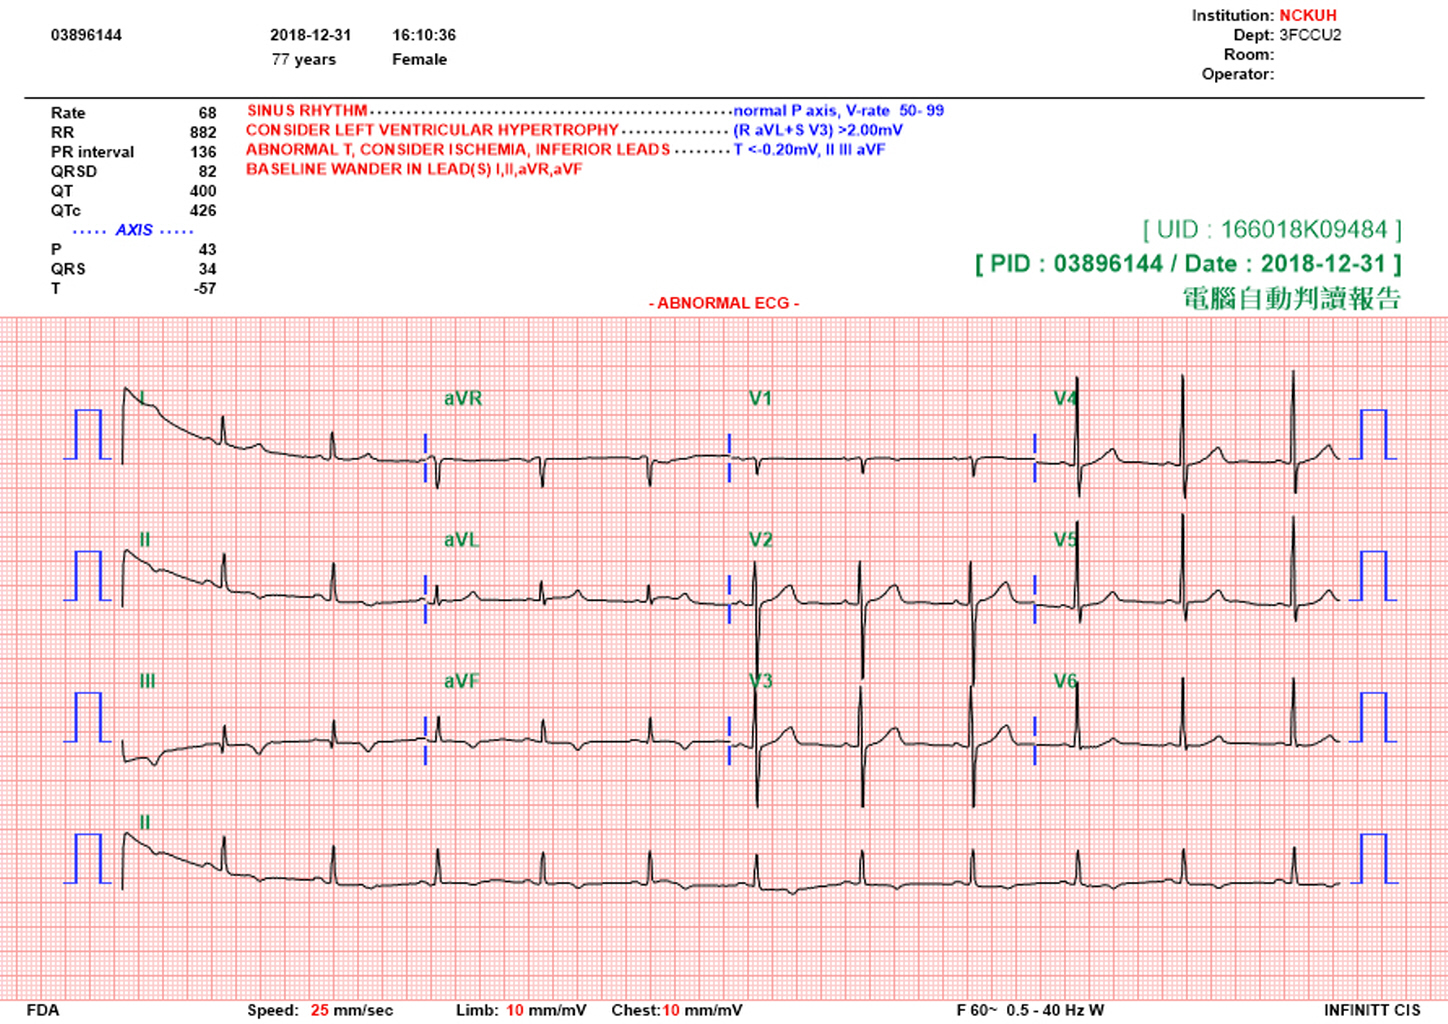 Institution: NCKUH
03896144 2018-12-31 16:10:36 Dept: 3FCCU2
77 years Female Room:
Operator:
Rate 68 SINUS RHYTHM normal P axis, V-rate 50- 99
RR 882 CONSIDER LEFT VENTRICULAR HYPERTROPHY (R aVL+S V3) >2.00mV
PR interval 136 ABNORMAL T, CONSIDER ISCHEMIA, INFERIOR LEADS T <-0.20mV, II III aVF
QRSD 82 BASELINE WANDER IN LEAD(S) I,II,aVR,aVF
QT 400
QTc 426
AXIS
P 43
QRS 34
T -57
[ UID : 166018K09484 ]
[ PID : 03896144 / Date : 2018-12-31 ]
電腦自動判讀報告
- ABNORMAL ECG -
I aVR V1 V4
II aVL V2 V5
III aVF V3 V6
II
FDA Speed: 25 mm/sec Limb: 10 mm/mV Chest:10 mm/mV F 60~ 0.5 - 40 Hz W INFINITT CIS